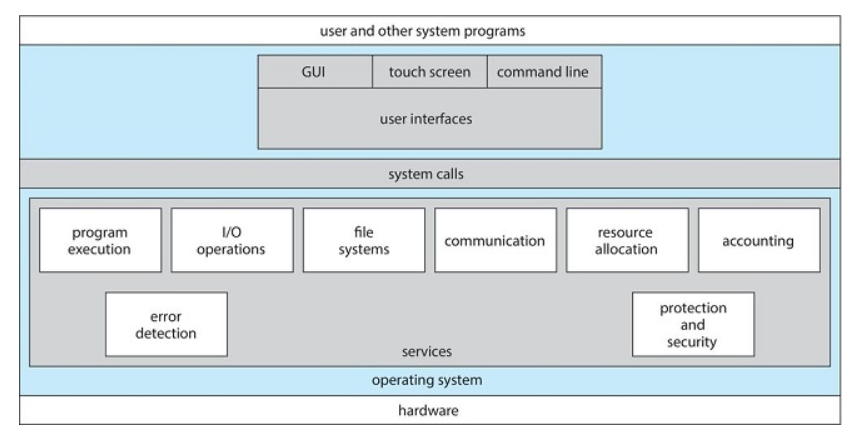 user and other system programs
GUI
touch screen
command line
user interfaces
system calls
program
execution
I/O
operations
file
systems
communication
resource
allocation
accounting
error
detection
protection
and
security
services
operating system
hardware